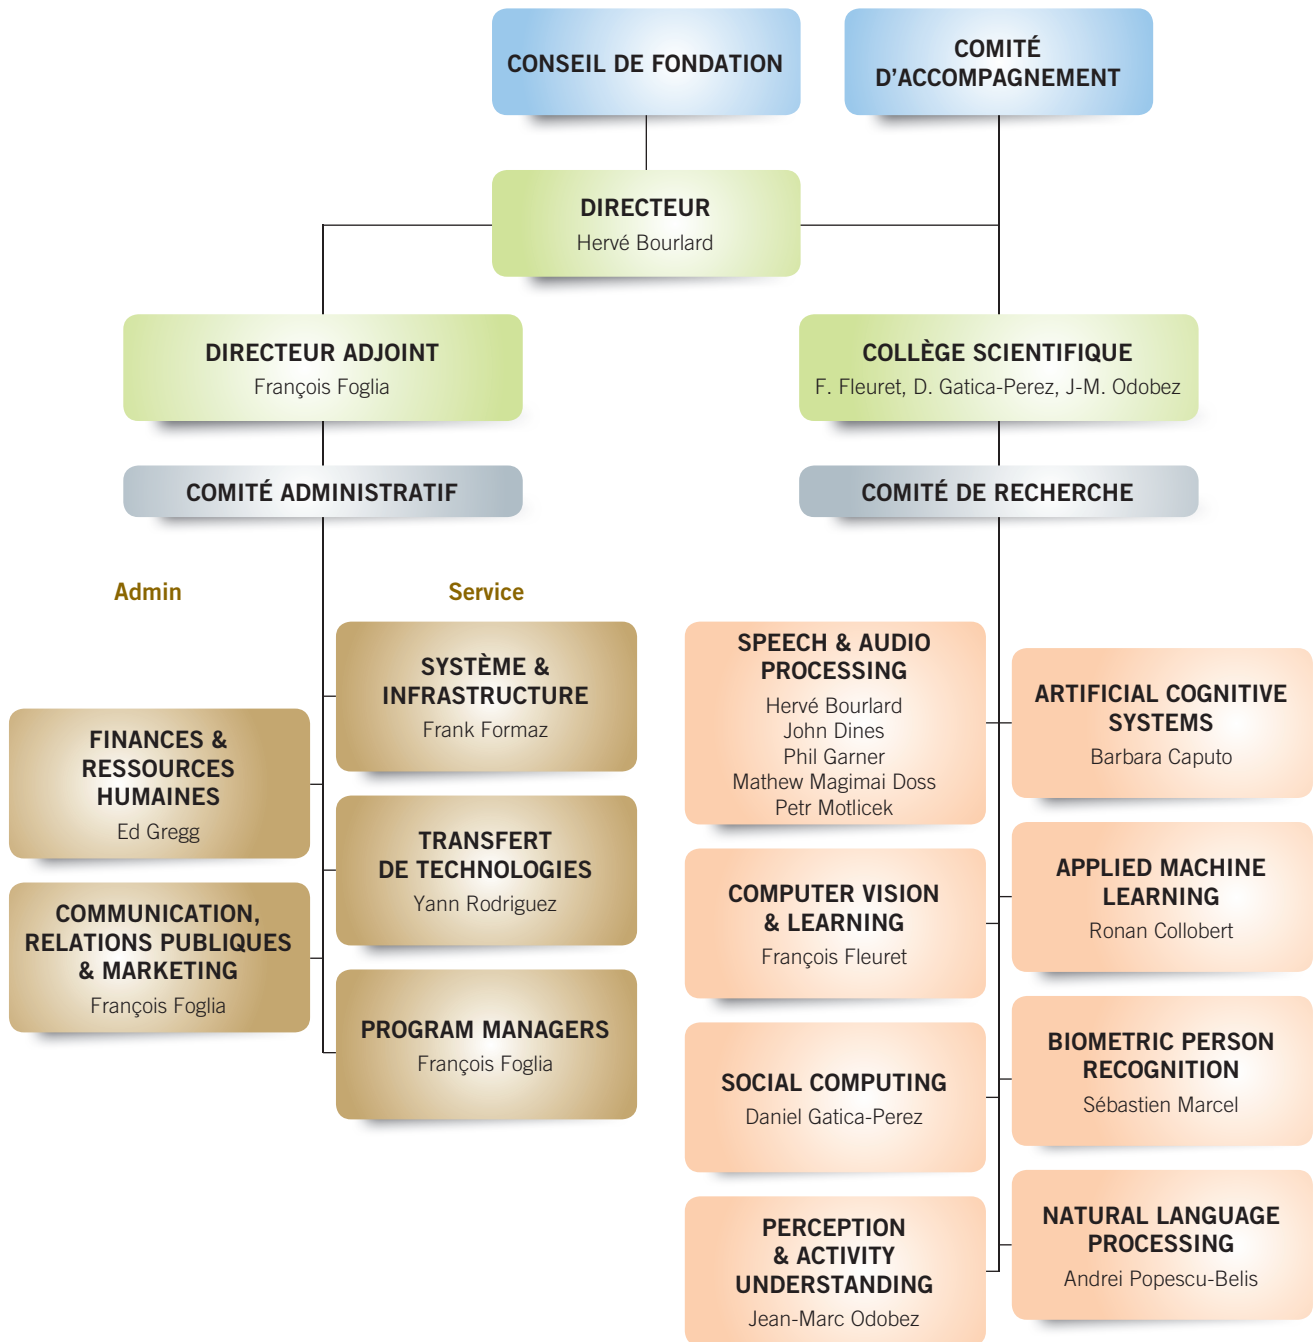 CONSEIL DE FONDATION
COMITÉ
D’ACCOMPAGNEMENT
DIRECTEUR
Hervé Bourlard
DIRECTEUR ADJOINT
François Foglia
COLLÈGE SCIENTIFIQUE
F. Fleuret, D. Gatica-Perez, J-M. Odobez
COMITÉ ADMINISTRATIF
COMITÉ DE RECHERCHE
Admin
Service
FINANCES &
RESSOURCES
HUMAINES
Ed Gregg
COMMUNICATION,
RELATIONS PUBLIQUES
& MARKETING
François Foglia
SYSTÈME &
INFRASTRUCTURE
Frank Formaz
TRANSFERT
DE TECHNOLOGIES
Yann Rodriguez
PROGRAM MANAGERS
François Foglia
SPEECH & AUDIO
PROCESSING
Hervé Bourlard
John Dines
Phil Garner
Mathew Magimai Doss
Petr Motlicek
COMPUTER VISION
& LEARNING
François Fleuret
SOCIAL COMPUTING
Daniel Gatica-Perez
PERCEPTION
& ACTIVITY
UNDERSTANDING
Jean-Marc Odobez
ARTIFICIAL COGNITIVE
SYSTEMS
Barbara Caputo
APPLIED MACHINE
LEARNING
Ronan Collobert
BIOMETRIC PERSON
RECOGNITION
Sébastien Marcel
NATURAL LANGUAGE
PROCESSING
Andrei Popescu-Belis